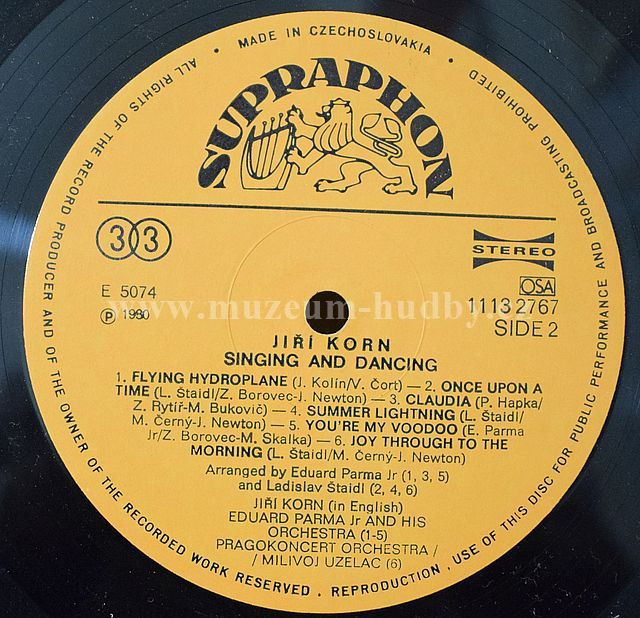 ALL RIGHTS OF THE RECORD PRODUCER AND OF THE OWNER OF THE RECORDED WORK RESERVED . REPRODUCTION, USE OF THIS DISC FOR PUBLIC PERFORMANCE AND BROADCASTING PROHIBITED
• MADE IN CZECHOSLOVAKIA •
SUPRAPHON
33
STEREO
OSA
E 5074
1113 2767
www.muzeum-hudby.cz
Ⓟ 1980
SIDE 2
JIŘÍ KORN
SINGING AND DANCING
1. FLYING HYDROPLANE (J. Kolín/V. Čort) — 2. ONCE UPON A
TIME (L. Štaidl/Z. Borovec-J. Newton) — 3. CLAUDIA (P. Hapka/
Z. Rytíř-M. Bukovič) — 4. SUMMER LIGHTNING (L. Štaidl/
M. Černý-J. Newton) — 5. YOU'RE MY VOODOO (E. Parma
Jr/Z. Borovec-M. Skalka) — 6. JOY THROUGH TO THE
MORNING (L. Štaidl/M. Černý-J. Newton)
Arranged by Eduard Parma Jr (1, 3, 5)
and Ladislav Štaidl (2, 4, 6)
JIŘÍ KORN (in English)
EDUARD PARMA Jr AND HIS
ORCHESTRA (1-5)
PRAGOKONCERT ORCHESTRA /
/ MILIVOJ UZELAC (6)